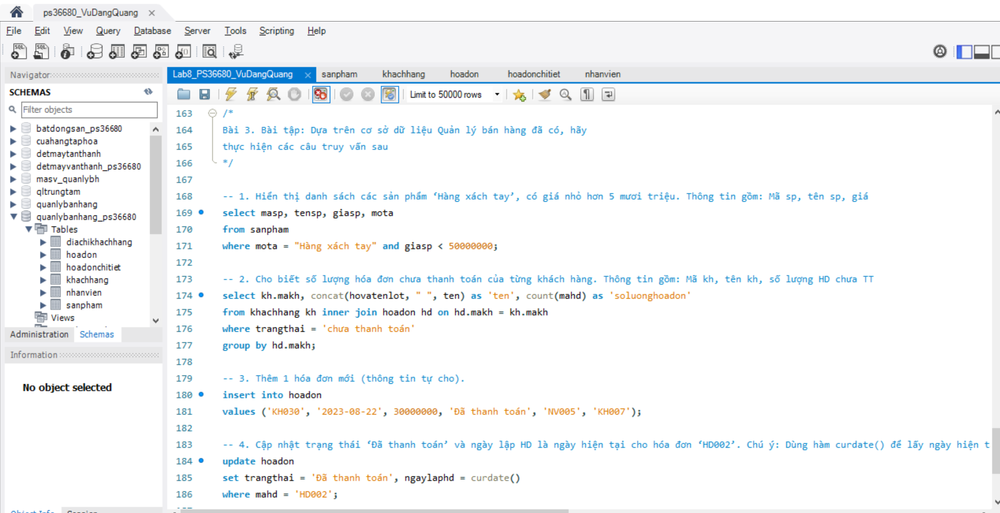 ps36680_VuDangQuang
File Edit View Query Database Server Tools Scripting Help
Navigator
SCHEMAS
Filter objects
batdongsan_ps36680
cuahangtaphoa
detmaytanthanh
detmayvanthanh_ps36680
masv_quanlybh
qltrungtam
quanlybanhang
quanlybanhang_ps36680
Tables
diachikhachhang
hoadon
hoadonchitiet
khachhang
nhanvien
sanpham
Views
Administration Schemas
Information
No object selected
Object Info Session
Lab8_PS36680_VuDangQuang sanpham khachhang hoadon hoadonchitiet nhanvien
Limit to 50000 rows
163 /*
164 Bài 3. Bài tập: Dựa trên cơ sở dữ liệu Quản lý bán hàng đã có, hãy
165 thực hiện các câu truy vấn sau
166 */
167
168 -- 1. Hiển thị danh sách các sản phẩm ‘Hàng xách tay’, có giá nhỏ hơn 5 mươi triệu. Thông tin gồm: Mã sp, tên sp, giá
169 select masp, tensp, giasp, mota
170 from sanpham
171 where mota = "Hàng xách tay" and giasp < 50000000;
172
173 -- 2. Cho biết số lượng hóa đơn chưa thanh toán của từng khách hàng. Thông tin gồm: Mã kh, tên kh, số lượng HD chưa TT
174 select kh.makh, concat(hovatenlot, " ", ten) as 'ten', count(mahd) as 'soluonghoadon'
175 from khachhang kh inner join hoadon hd on hd.makh = kh.makh
176 where trangthai = 'chưa thanh toán'
177 group by hd.makh;
178
179 -- 3. Thêm 1 hóa đơn mới (thông tin tự cho).
180 insert into hoadon
181 values ('KH030', '2023-08-22', 30000000, 'Đã thanh toán', 'NV005', 'KH007');
182
183 -- 4. Cập nhật trạng thái ‘Đã thanh toán’ và ngày lập HD là ngày hiện tại cho hóa đơn ‘HD002’. Chú ý: Dùng hàm curdate() để lấy ngày hiện t
184 update hoadon
185 set trangthai = 'Đã thanh toán', ngaylaphd = curdate()
186 where mahd = 'HD002';